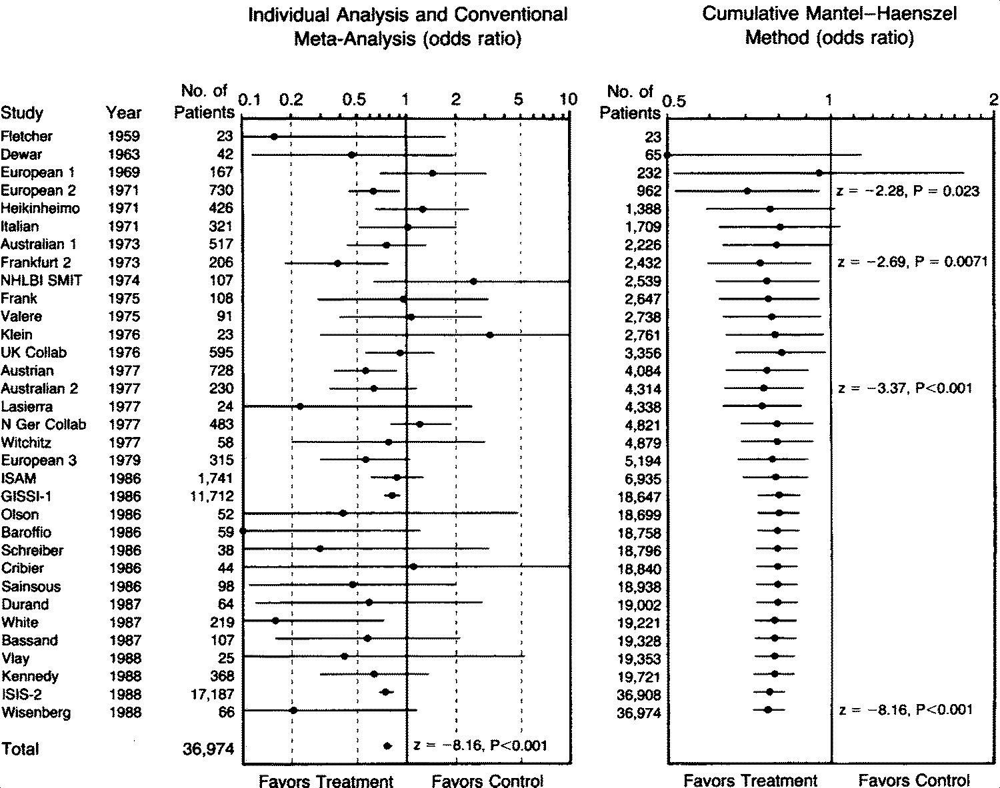 Individual Analysis and Conventional
Meta-Analysis (odds ratio)
Cumulative Mantel–Haenszel
Method (odds ratio)
Study Year No. of Patients 0.1 0.2 0.5 1 2 5 10 No. of Patients 0.5 1 2
Fletcher 1959 23 23
Dewar 1963 42 65
European 1 1969 167 232
European 2 1971 730 962 z = −2.28, P = 0.023
Heikinheimo 1971 426 1,388
Italian 1971 321 1,709
Australian 1 1973 517 2,226
Frankfurt 2 1973 206 2,432 z = −2.69, P = 0.0071
NHLBI SMIT 1974 107 2,539
Frank 1975 108 2,647
Valere 1975 91 2,738
Klein 1976 23 2,761
UK Collab 1976 595 3,356
Austrian 1977 728 4,084
Australian 2 1977 230 4,314 z = −3.37, P<0.001
Lasierra 1977 24 4,338
N Ger Collab 1977 483 4,821
Witchitz 1977 58 4,879
European 3 1979 315 5,194
ISAM 1986 1,741 6,935
GISSI-1 1986 11,712 18,647
Olson 1986 52 18,699
Baroffio 1986 59 18,758
Schreiber 1986 38 18,796
Cribier 1986 44 18,840
Sainsous 1986 98 18,938
Durand 1987 64 19,002
White 1987 219 19,221
Bassand 1987 107 19,328
Vlay 1988 25 19,353
Kennedy 1988 368 19,721
ISIS-2 1988 17,187 36,908
Wisenberg 1988 66 36,974 z = −8.16, P<0.001
Total 36,974 z = −8.16, P<0.001
Favors Treatment Favors Control Favors Treatment Favors Control